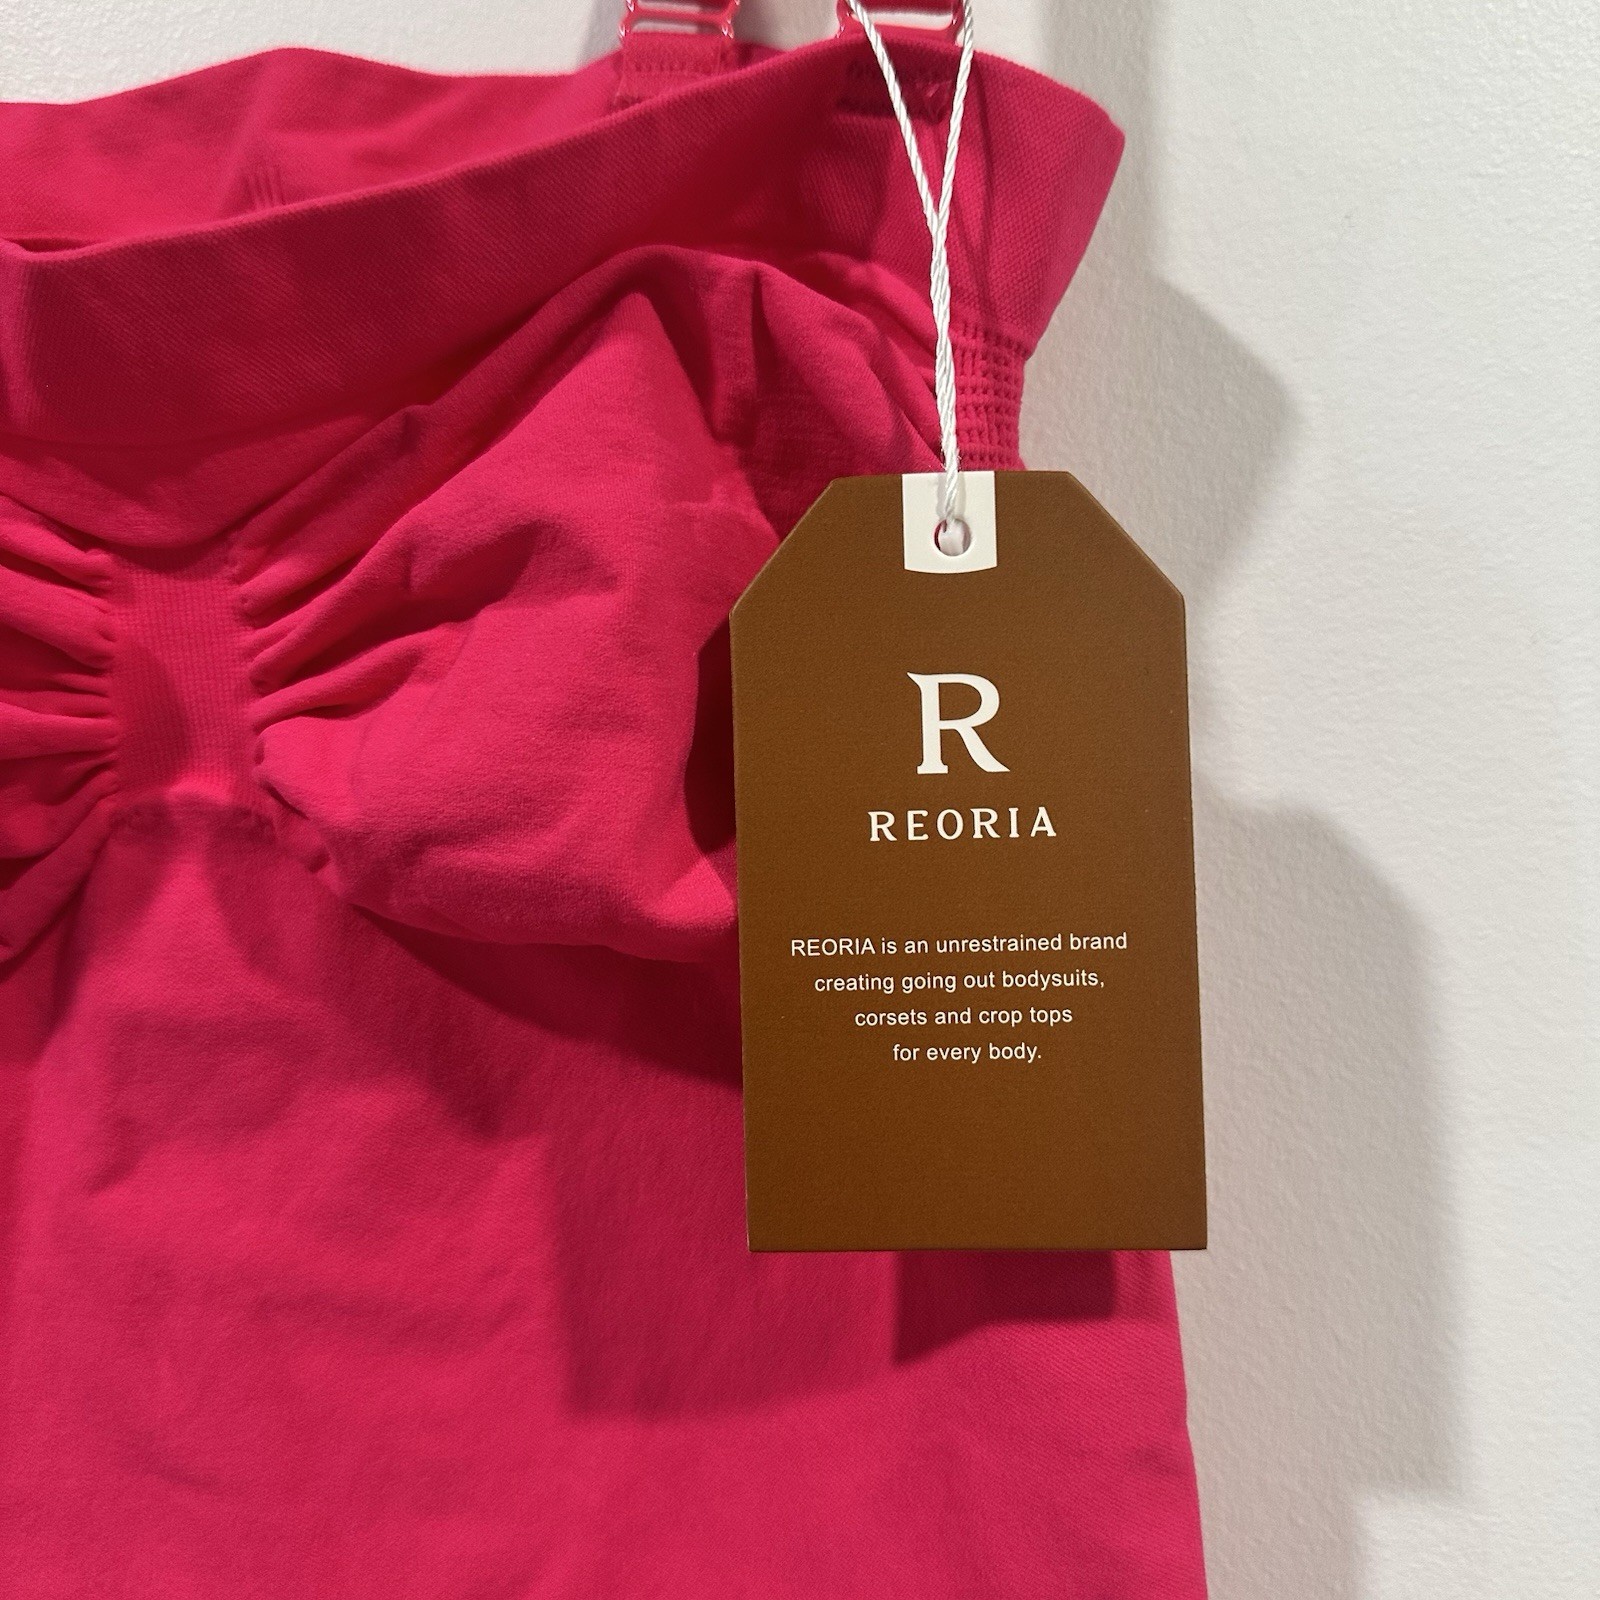 R
REORIA
REORIA is an unrestrained brand
creating going out bodysuits,
corsets and crop tops
for every body.